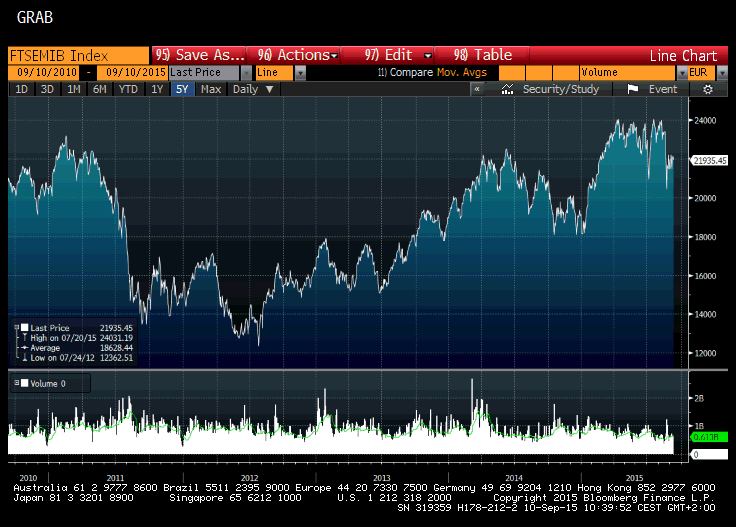 GRAB
FTSEMIB Index 95) Save As... 96) Actions 97) Edit 98) Table Line Chart
09/10/2010 - 09/10/2015 Last Price Line 11) Compare Mov. Avgs Volume EUR
1D 3D 1M 6M YTD 1Y 5Y Max Daily ▼ « Security/Study Event
24000
21935.45
20000
18000
16000
14000
12000
Last Price 21935.45
High on 07/20/15 24031.19
Average 18628.44
Low on 07/24/12 12362.51
Volume 0
2B
1B
0.613B
0
2010 2011 2012 2013 2014 2015
Australia 61 2 9777 8600 Brazil 5511 2395 9000 Europe 44 20 7330 7500 Germany 49 69 9204 1210 Hong Kong 852 2977 6000
Japan 81 3 3201 8900 Singapore 65 6212 1000 U.S. 1 212 318 2000 Copyright 2015 Bloomberg Finance L.P.
SN 319359 H178-212-2 10-Sep-15 10:39:52 CEST GMT+2:00